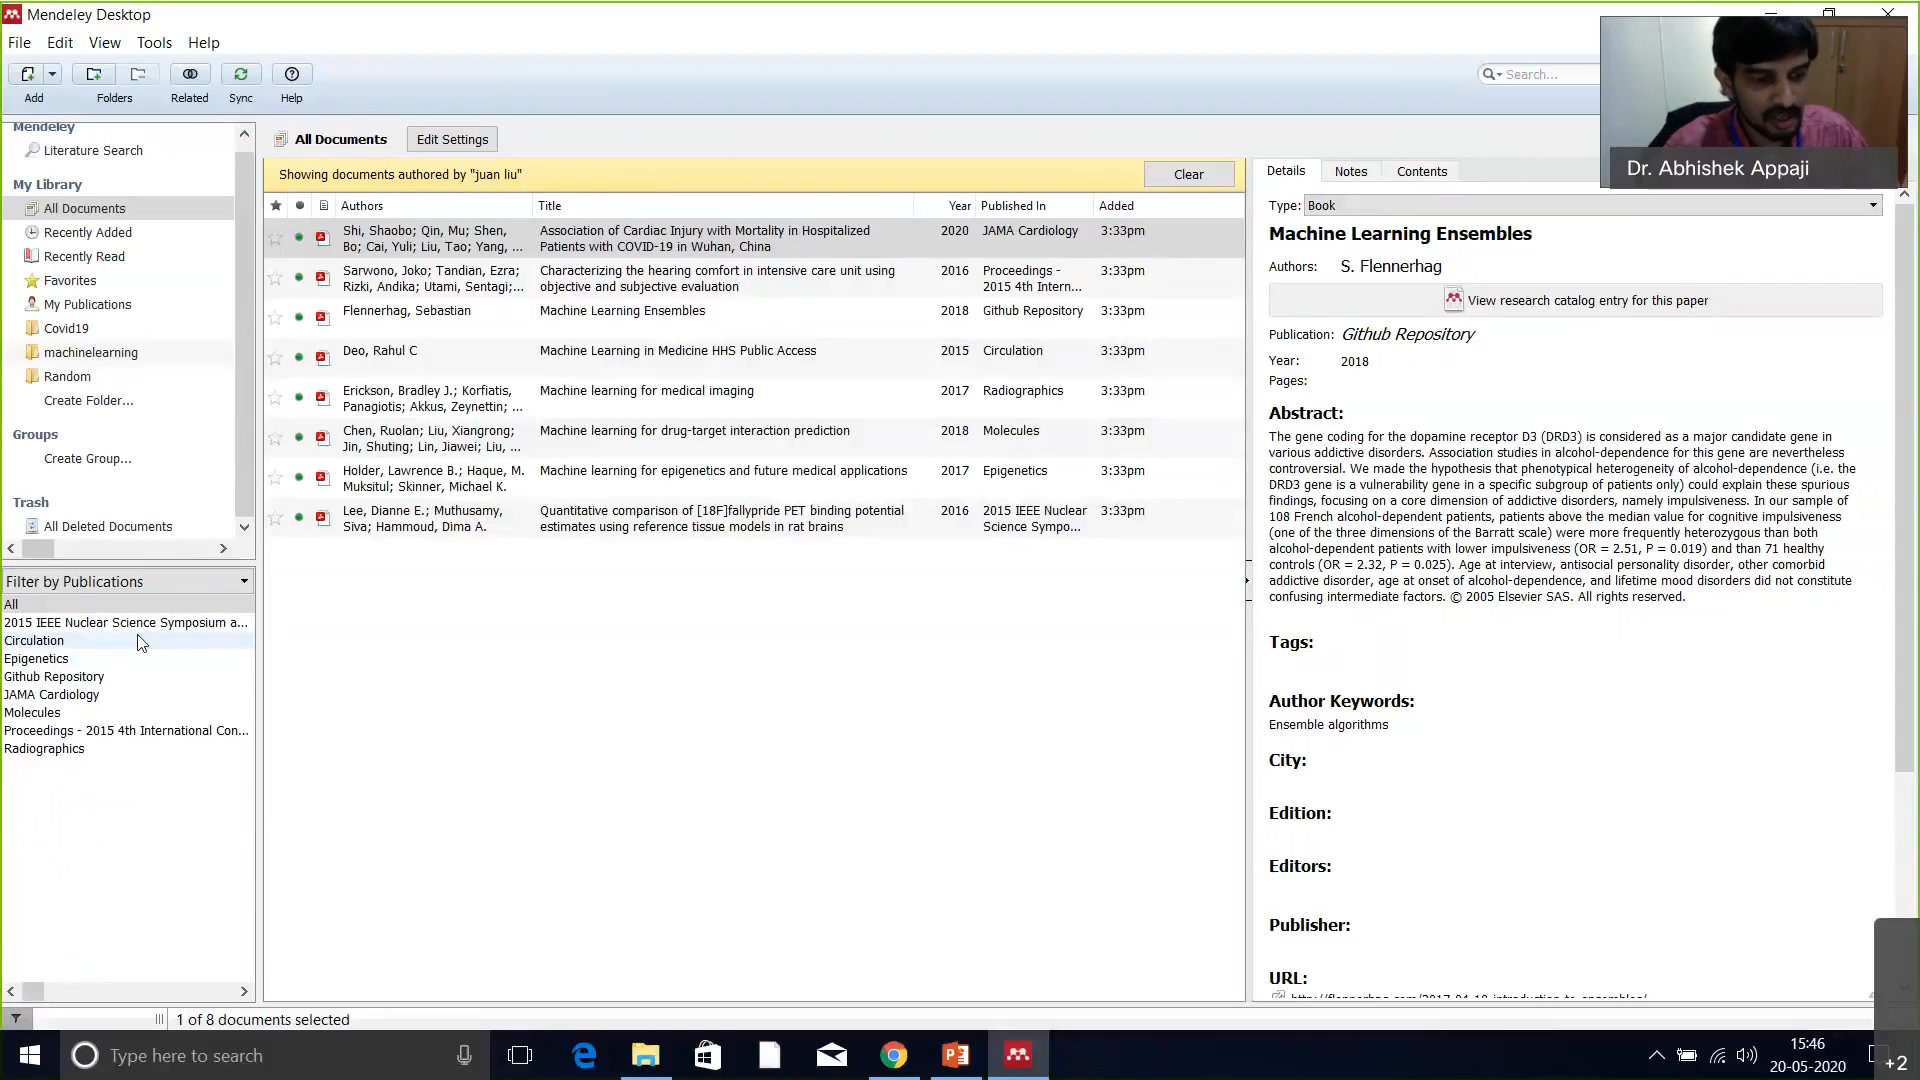 Mendeley Desktop
File Edit View Tools Help
Add Folders Related Sync Help
Search...
Dr. Abhishek Appaji
Mendeley
Literature Search
My Library
All Documents
Recently Added
Recently Read
Favorites
My Publications
Covid19
machinelearning
Random
Create Folder...
Groups
Create Group...
Trash
All Deleted Documents
Filter by Publications
All
2015 IEEE Nuclear Science Symposium a...
Circulation
Epigenetics
Github Repository
JAMA Cardiology
Molecules
Proceedings - 2015 4th International Con...
Radiographics
All Documents Edit Settings
Showing documents authored by "juan liu" Clear
Authors Title Year Published In Added
Shi, Shaobo; Qin, Mu; Shen, Association of Cardiac Injury with Mortality in Hospitalized 2020 JAMA Cardiology 3:33pm
Bo; Cai, Yuli; Liu, Tao; Yang, ... Patients with COVID-19 in Wuhan, China
Sarwono, Joko; Tandian, Ezra; Characterizing the hearing comfort in intensive care unit using 2016 Proceedings - 3:33pm
Rizki, Andika; Utami, Sentagi;... objective and subjective evaluation 2015 4th Intern...
Flennerhag, Sebastian Machine Learning Ensembles 2018 Github Repository 3:33pm
Deo, Rahul C Machine Learning in Medicine HHS Public Access 2015 Circulation 3:33pm
Erickson, Bradley J.; Korfiatis, Machine learning for medical imaging 2017 Radiographics 3:33pm
Panagiotis; Akkus, Zeynettin; ...
Chen, Ruolan; Liu, Xiangrong; Machine learning for drug-target interaction prediction 2018 Molecules 3:33pm
Jin, Shuting; Lin, Jiawei; Liu, ...
Holder, Lawrence B.; Haque, M. Machine learning for epigenetics and future medical applications 2017 Epigenetics 3:33pm
Muksitul; Skinner, Michael K.
Lee, Dianne E.; Muthusamy, Quantitative comparison of [18F]fallypride PET binding potential 2016 2015 IEEE Nuclear 3:33pm
Siva; Hammoud, Dima A. estimates using reference tissue models in rat brains Science Sympo...
Details Notes Contents
Type: Book
Machine Learning Ensembles
Authors: S. Flennerhag
View research catalog entry for this paper
Publication: Github Repository
Year: 2018
Pages:
Abstract:
The gene coding for the dopamine receptor D3 (DRD3) is considered as a major candidate gene in
various addictive disorders. Association studies in alcohol-dependence for this gene are nevertheless
controversial. We made the hypothesis that phenotypical heterogeneity of alcohol-dependence (i.e. the
DRD3 gene is a vulnerability gene in a specific subgroup of patients only) could explain these spurious
findings, focusing on a core dimension of addictive disorders, namely impulsiveness. In our sample of
108 French alcohol-dependent patients, patients above the median value for cognitive impulsiveness
(one of the three dimensions of the Barratt scale) were more frequently heterozygous than both
alcohol-dependent patients with lower impulsiveness (OR = 2.51, P = 0.019) and than 71 healthy
controls (OR = 2.32, P = 0.025). Age at interview, antisocial personality disorder, other comorbid
addictive disorder, age at onset of alcohol-dependence, and lifetime mood disorders did not constitute
confusing intermediate factors. © 2005 Elsevier SAS. All rights reserved.
Tags:
Author Keywords:
Ensemble algorithms
City:
Edition:
Editors:
Publisher:
URL:
http://flennerhag.com/2017-04-18-introduction-to-ensembles/
1 of 8 documents selected
Type here to search
15:46
20-05-2020
+2